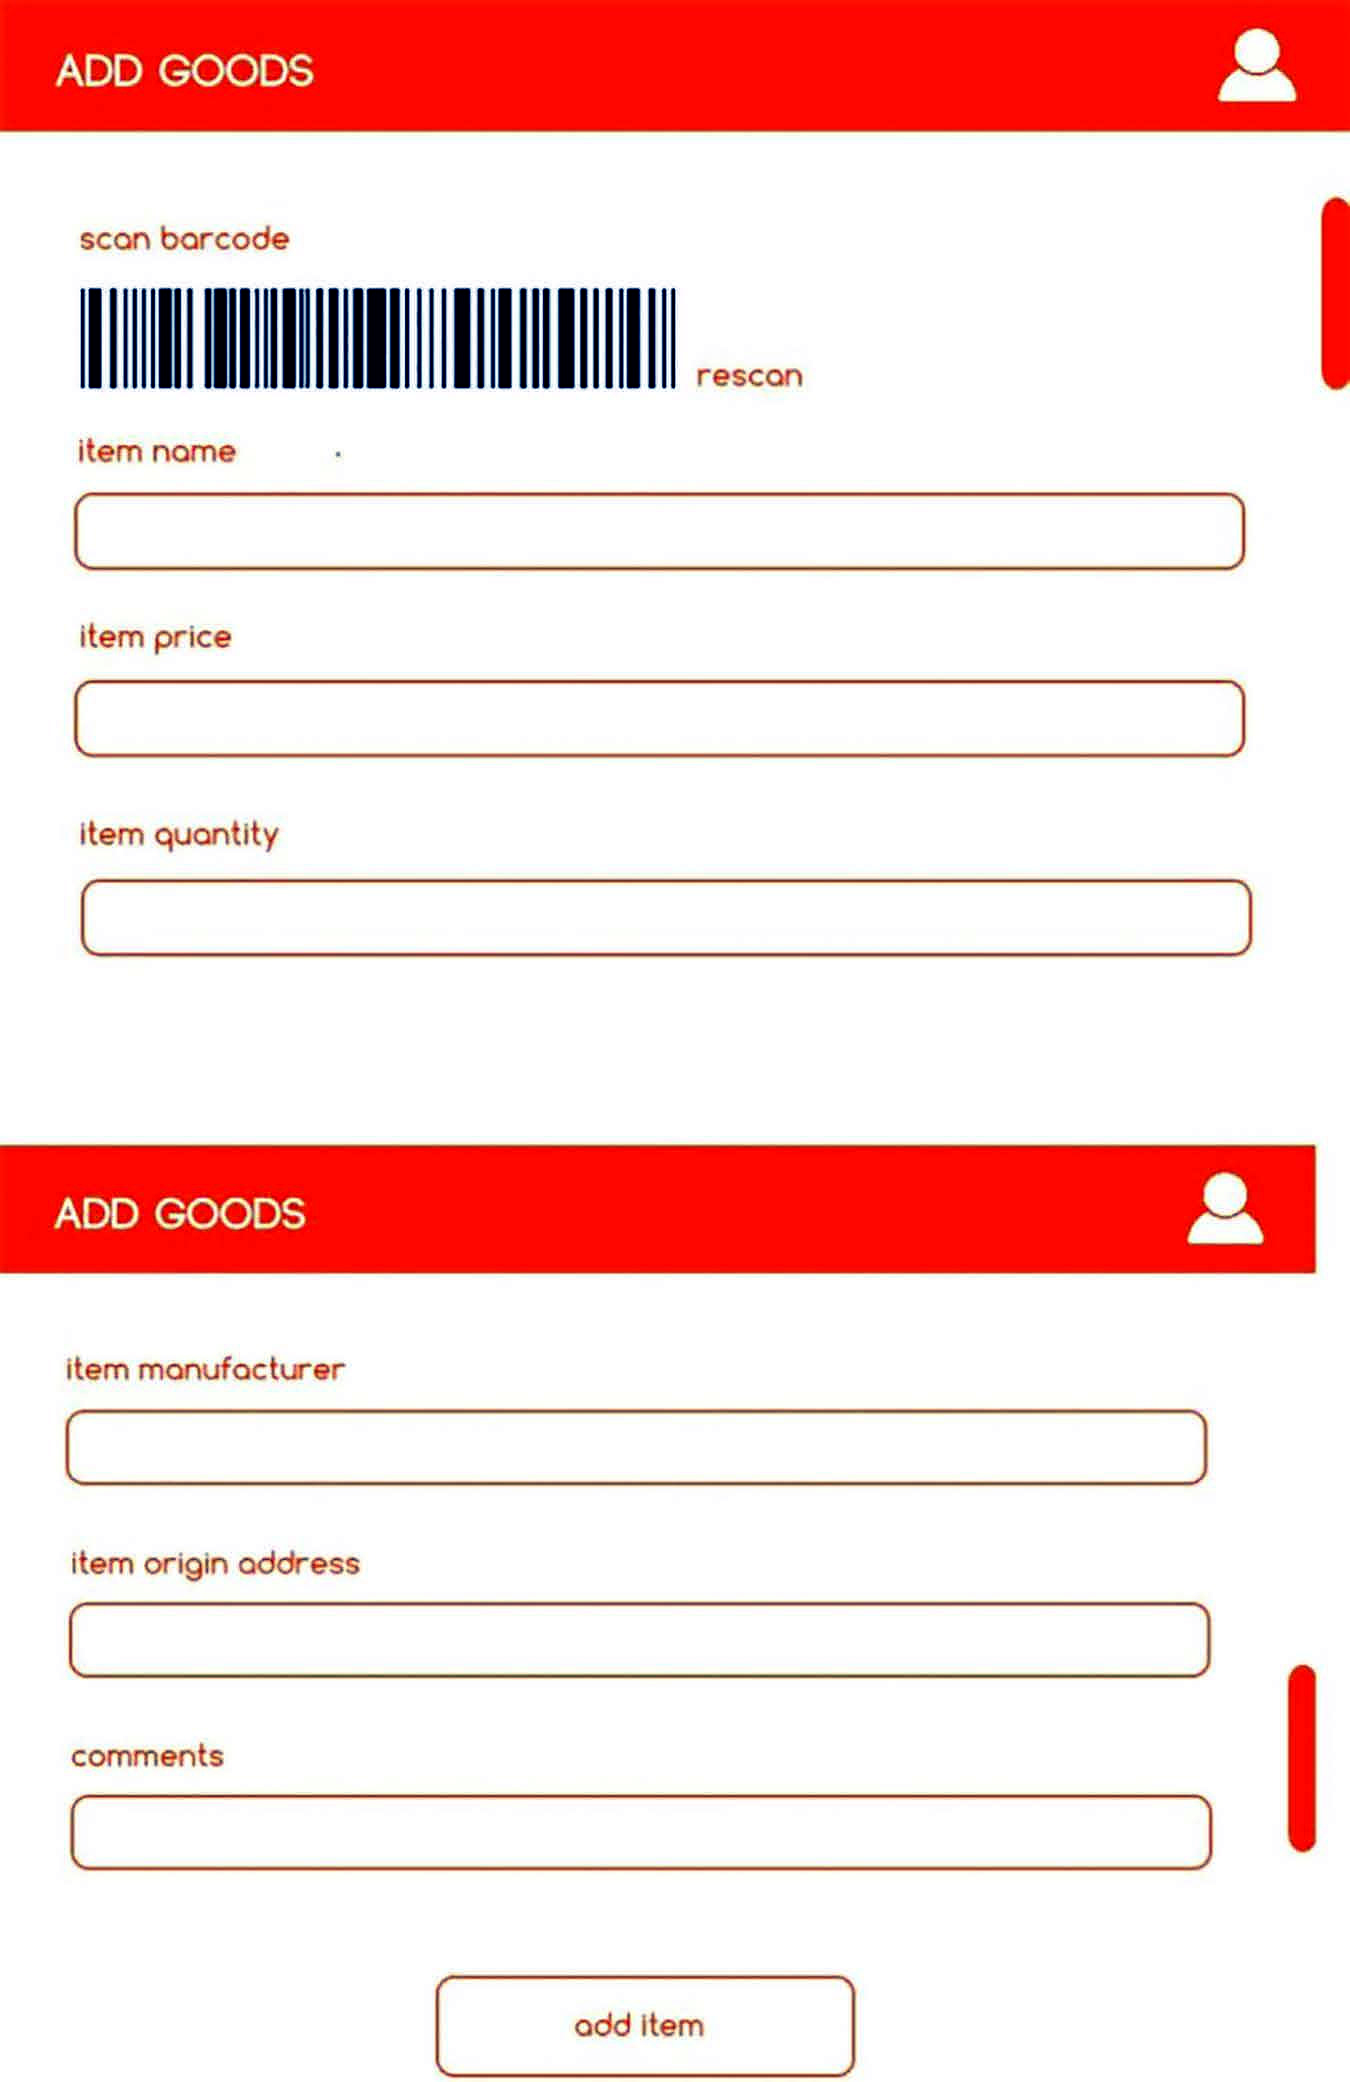 ADD GOODS
scan barcode
rescan
item name
item price
item quantity
ADD GOODS
item manufacturer
item origin address
comments
add item